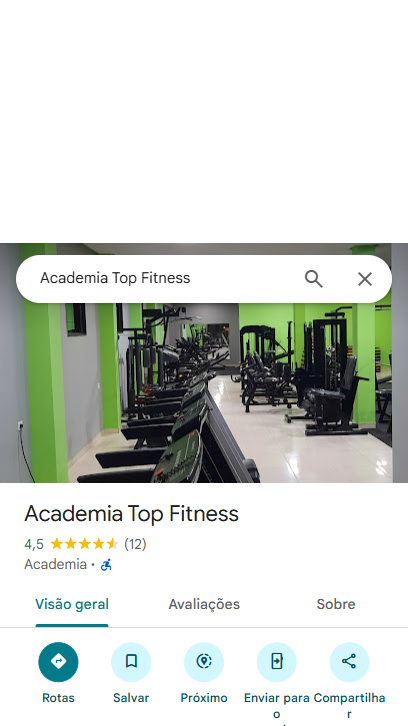 Academia Top Fitness
Academia Top Fitness
4,5 (12)
Academia ·
Visão geral Avaliações Sobre
Rotas Salvar Próximo Enviar para o Compartilhar